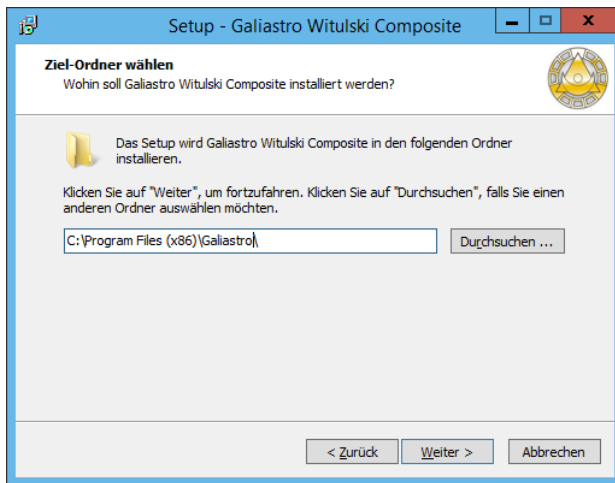 Setup - Galiastro Witulski Composite
Ziel-Ordner wählen
Wohin soll Galiastro Witulski Composite installiert werden?
Das Setup wird Galiastro Witulski Composite in den folgenden Ordner
installieren.
Klicken Sie auf "Weiter", um fortzufahren. Klicken Sie auf "Durchsuchen", falls Sie einen
anderen Ordner auswählen möchten.
C:\Program Files (x86)\Galiastro\
Durchsuchen ...
< Zurück
Weiter >
Abbrechen